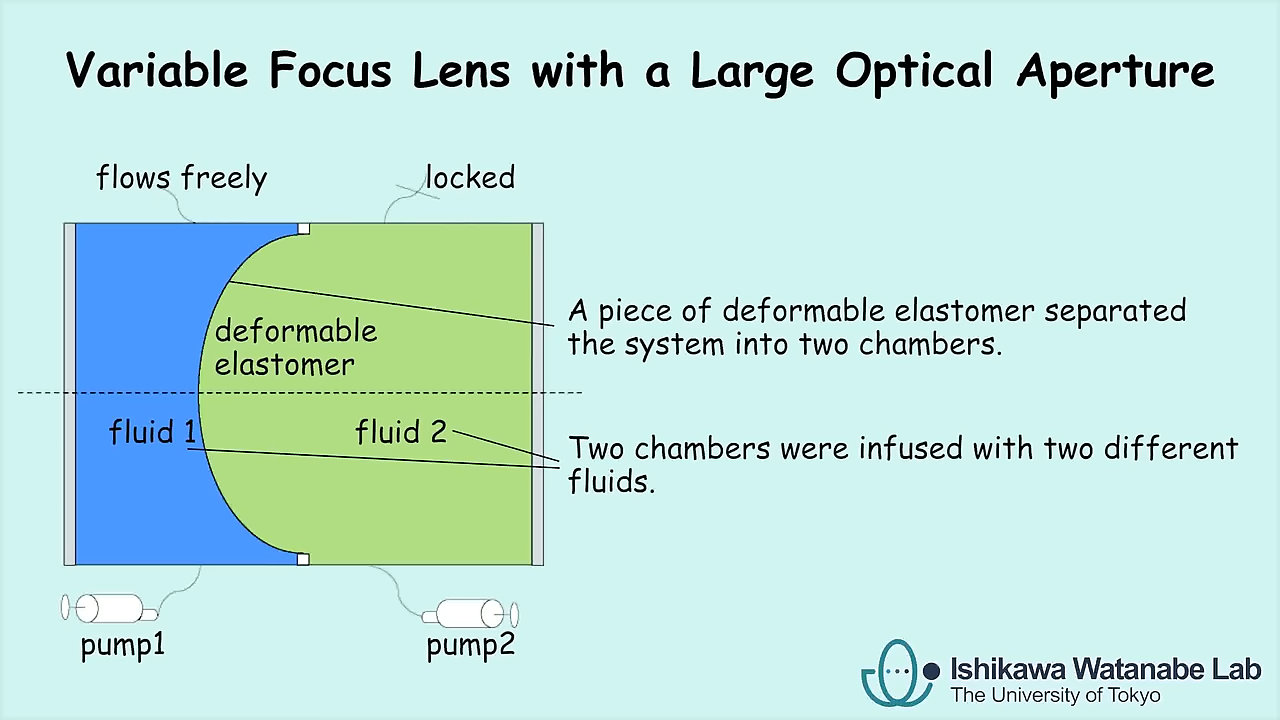 Variable Focus Lens with a Large Optical Aperture
flows freely
locked
A piece of deformable elastomer separated
the system into two chambers.
deformable
elastomer
fluid 1
fluid 2
Two chambers were infused with two different
fluids.
pump1
pump2
Ishikawa Watanabe Lab
The University of Tokyo